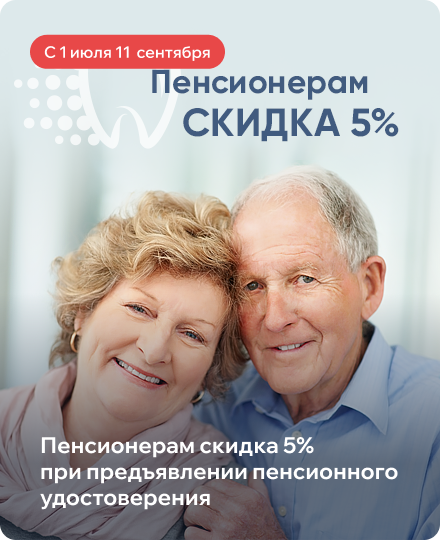 С 1 июля 11 сентября
Пенсионерам
СКИДКА 5%
Пенсионерам скидка 5%
при предъявлении пенсионного
удостоверения